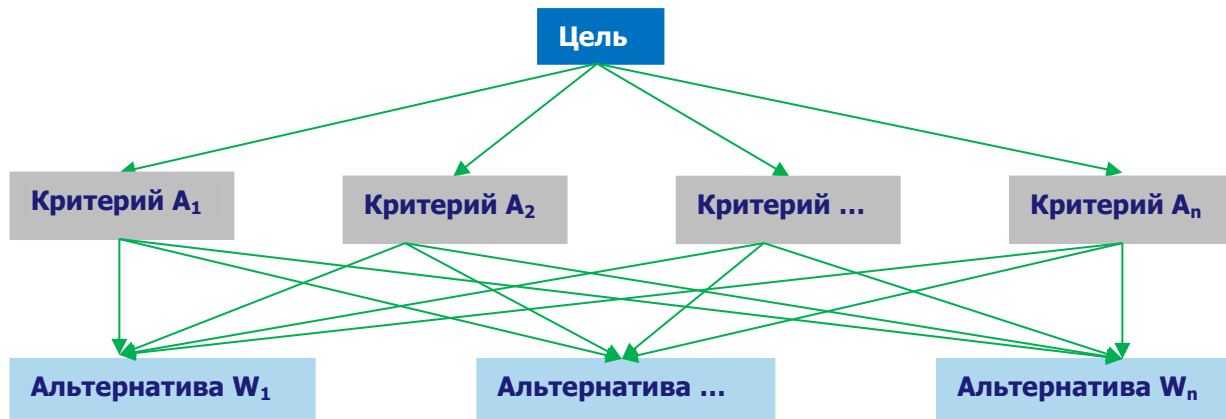 Цель
Критерий A₁
Критерий A₂
Критерий ...
Критерий Aₙ
Альтернатива W₁
Альтернатива ...
Альтернатива Wₙ